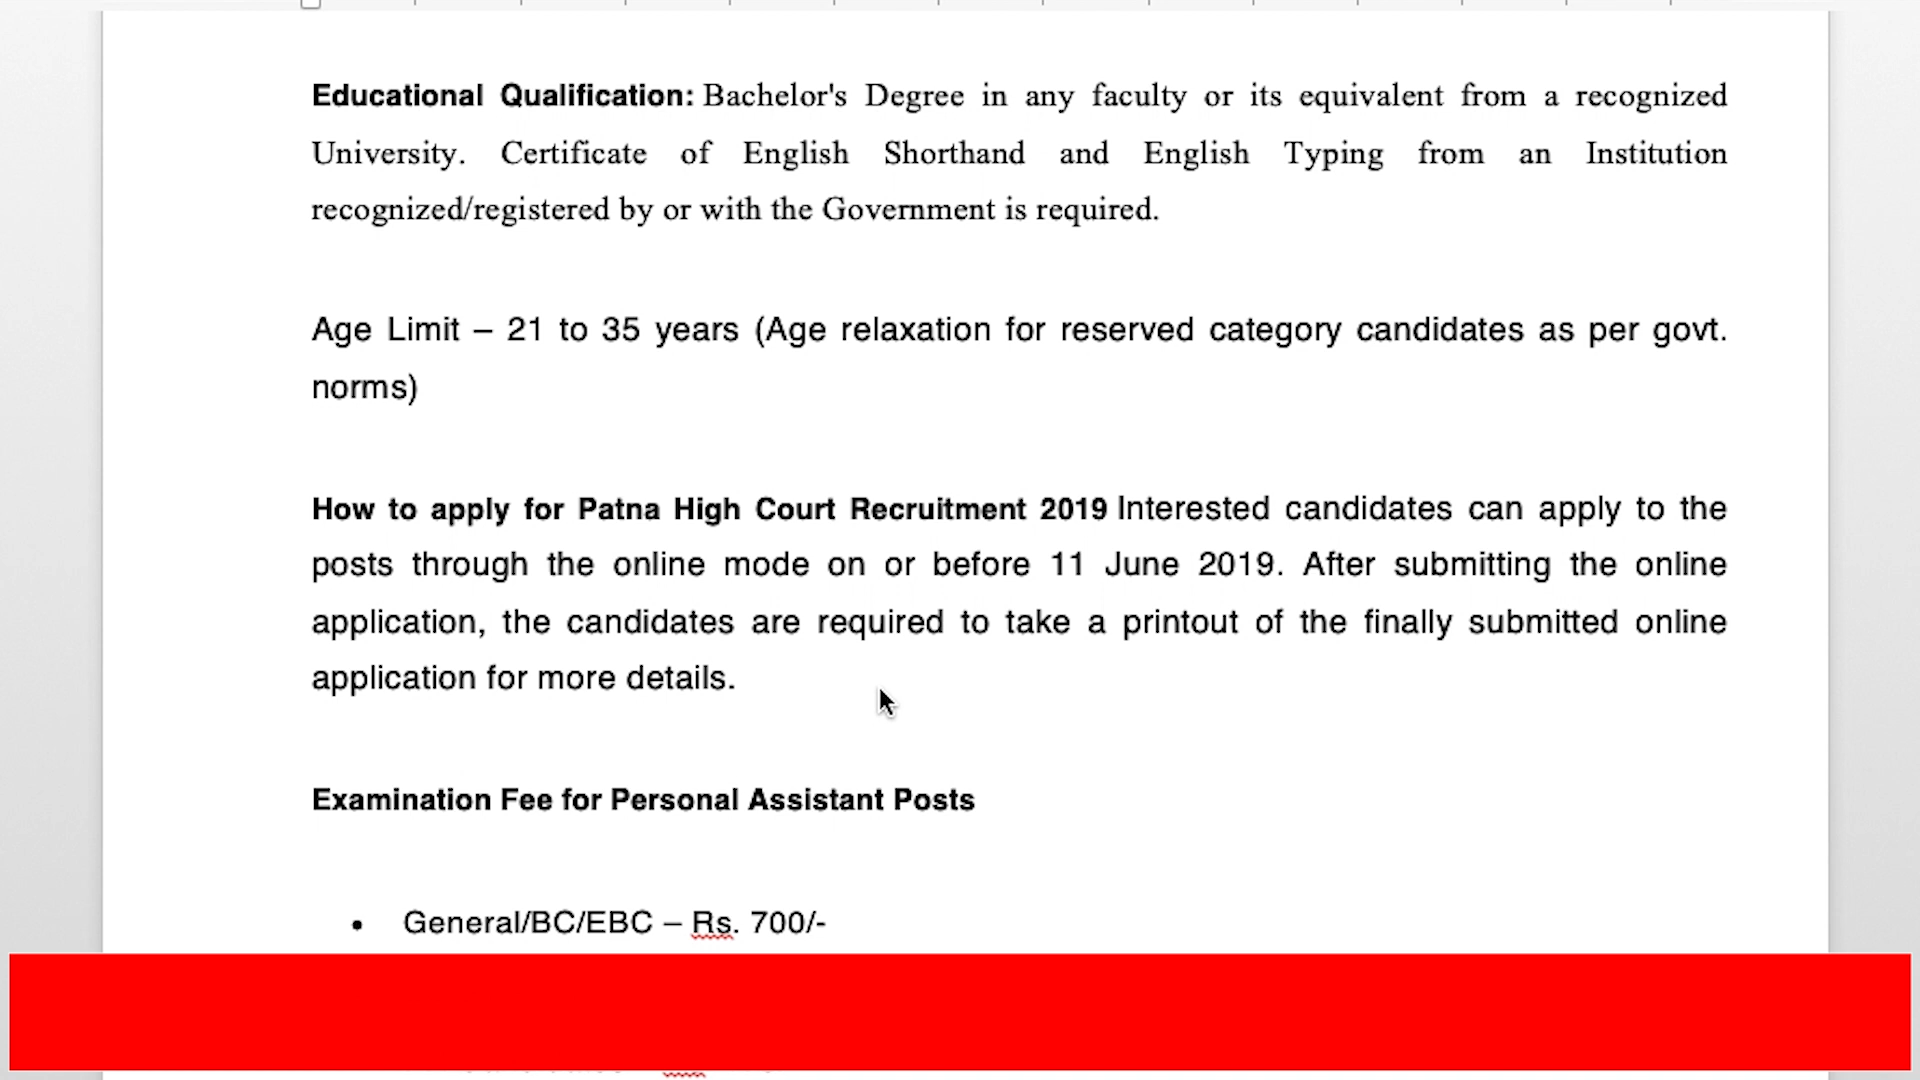 Educational Qualification: Bachelor's Degree in any faculty or its equivalent from a recognized
University. Certificate of English Shorthand and English Typing from an Institution
recognized/registered by or with the Government is required.
Age Limit – 21 to 35 years (Age relaxation for reserved category candidates as per govt.
norms)
How to apply for Patna High Court Recruitment 2019 Interested candidates can apply to the
posts through the online mode on or before 11 June 2019. After submitting the online
application, the candidates are required to take a printout of the finally submitted online
application for more details.
Examination Fee for Personal Assistant Posts
• General/BC/EBC – Rs. 700/-